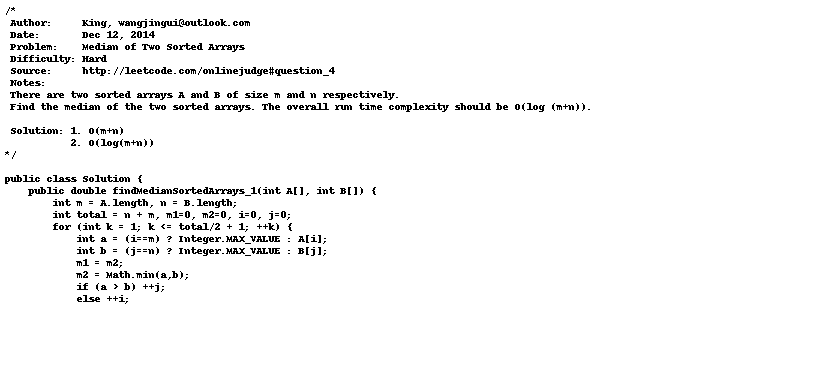 /*
 Author:     King, wangjingui@outlook.com
 Date:       Dec 12, 2014
 Problem:    Median of Two Sorted Arrays
 Difficulty: Hard
 Source:     http://leetcode.com/onlinejudge#question_4
 Notes:
 There are two sorted arrays A and B of size m and n respectively.
 Find the median of the two sorted arrays. The overall run time complexity should be O(log (m+n)).

 Solution: 1. O(m+n)
           2. O(log(m+n))
*/

public class Solution {
    public double findMedianSortedArrays_1(int A[], int B[]) {
        int m = A.length, n = B.length;
        int total = n + m, m1=0, m2=0, i=0, j=0;
        for (int k = 1; k <= total/2 + 1; ++k) {
            int a = (i==m) ? Integer.MAX_VALUE : A[i];
            int b = (j==n) ? Integer.MAX_VALUE : B[j];
            m1 = m2;
            m2 = Math.min(a,b);
            if (a > b) ++j;
            else ++i;